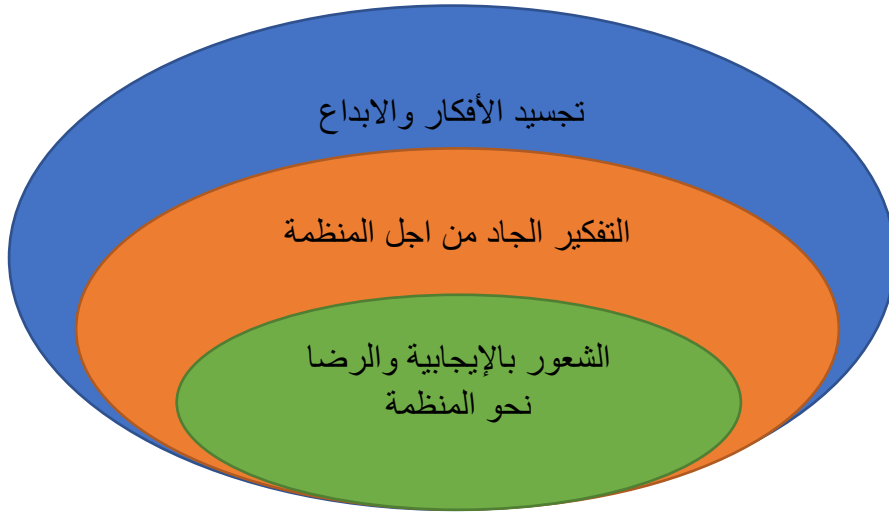 تجسيد الأفكار والابداع
التفكير الجاد من اجل المنظمة
الشعور بالإيجابية والرضا
نحو المنظمة